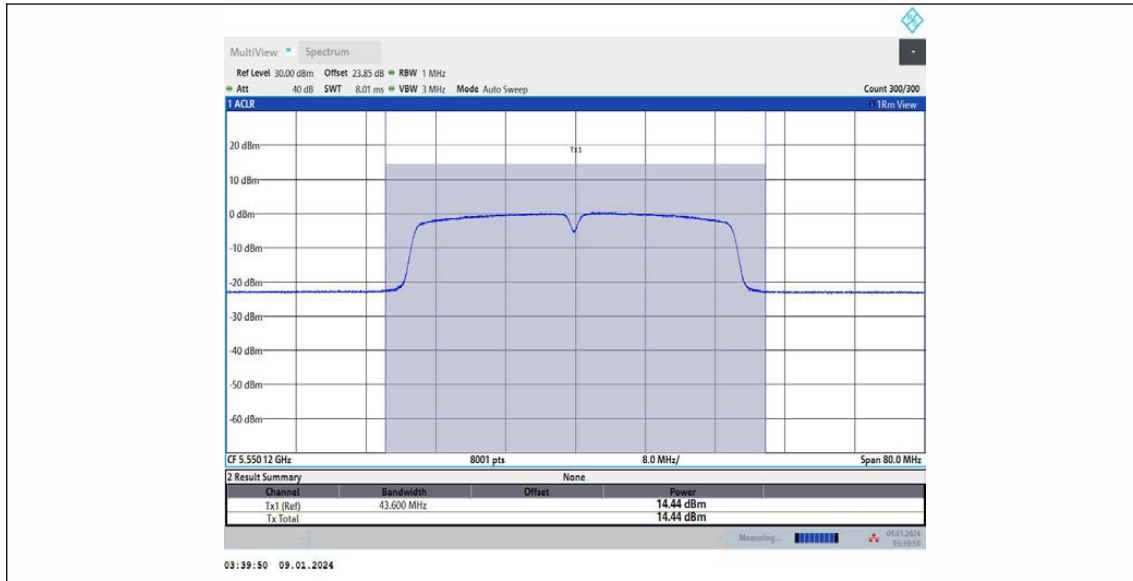 MultiView Spectrum
Ref Level 30.00 dBm Offset 23.85 dB RBW 1 MHz
Att 40 dB SWT 8.01 ms VBW 3 MHz Mode Auto Sweep Count 300/300
1 ACLR 1Rm View
Tx1
20 dBm
10 dBm
0 dBm
-10 dBm
-20 dBm
-30 dBm
-40 dBm
-50 dBm
-60 dBm
CF 5.55012 GHz 8001 pts 8.0 MHz/ Span 80.0 MHz
2 Result Summary None
Channel Bandwidth Offset Power
Tx1 (Ref) 43.600 MHz 14.44 dBm
Tx Total 14.44 dBm
Measuring... 09.01.2024
03:39:50
03:39:50 09.01.2024